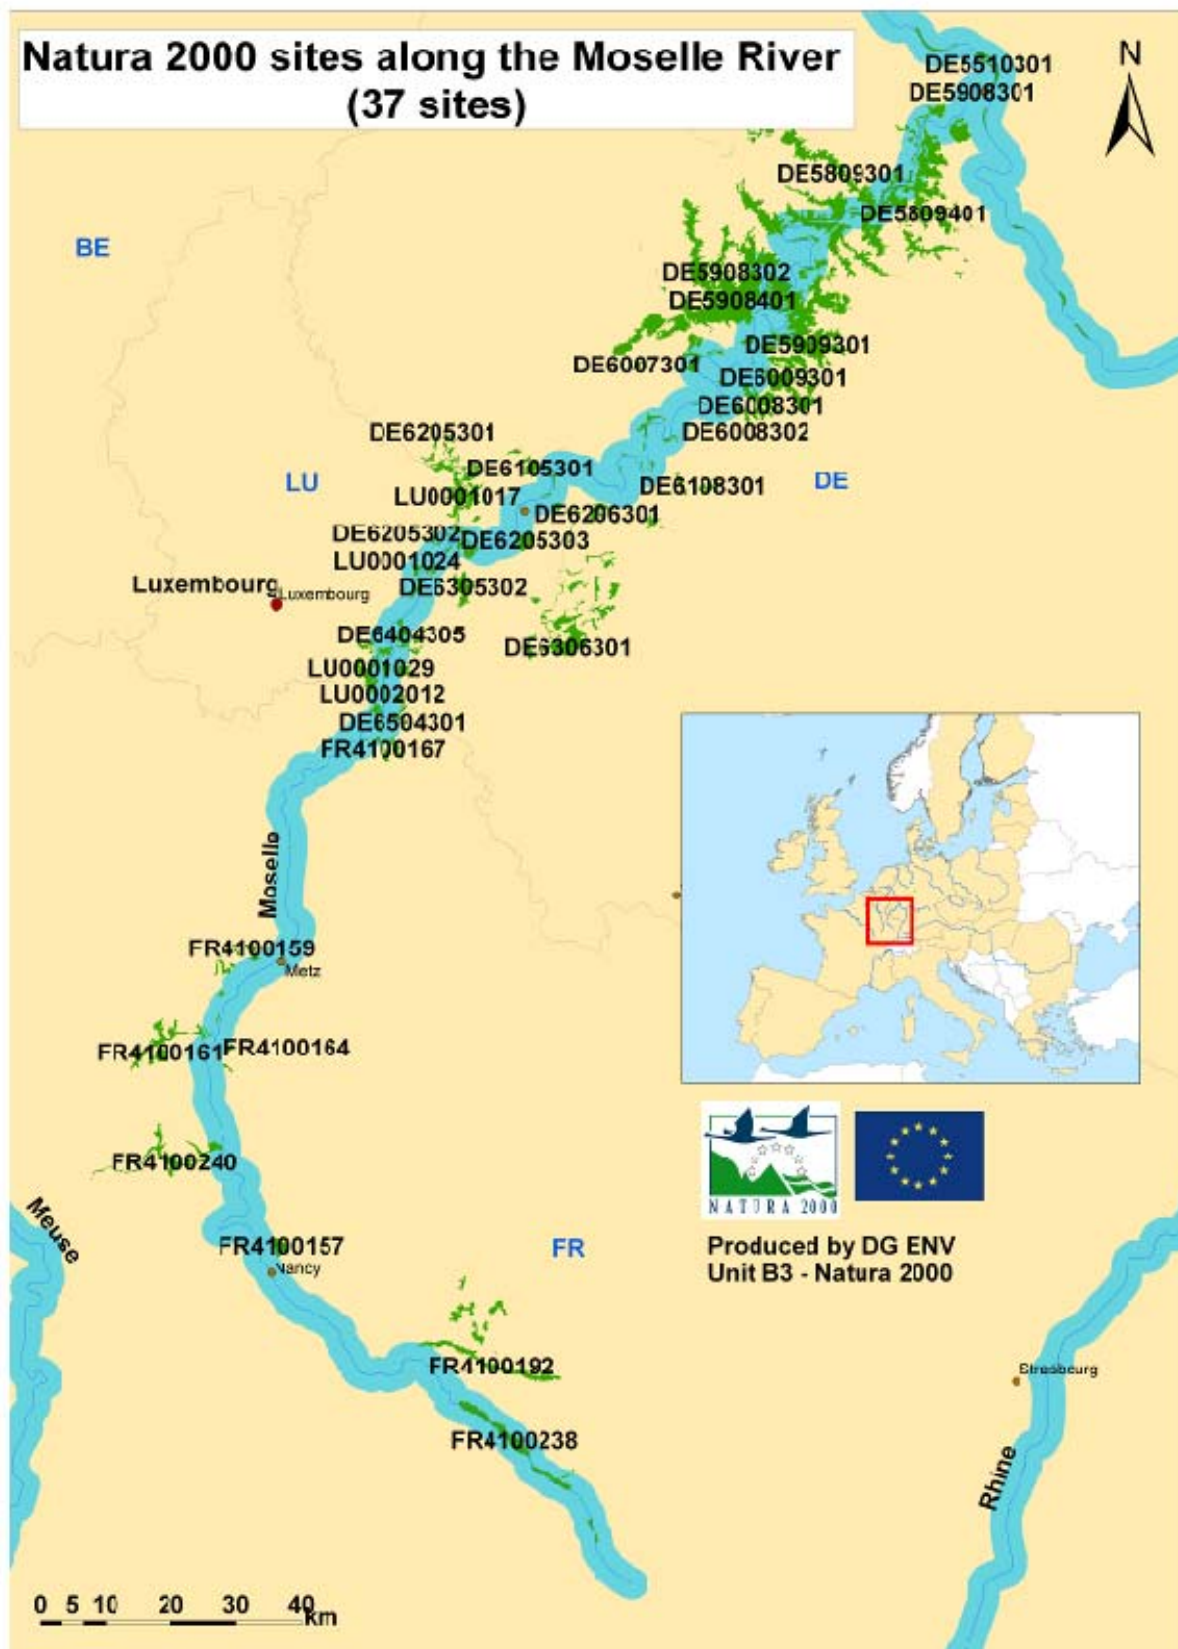 Natura 2000 sites along the Moselle River
(37 sites)
N
DE5510301
DE5908301
DE5809301
DE5809401
BE
DE5908302
DE5908401
DE5909301
DE6007301
DE6009301
DE6008301
DE6008302
DE6205301
DE6105301
LU
DE
LU0001017
DE6108301
DE6206301
DE6205302
DE6205303
LU0001024
Luxembourg
Luxembourg
DE6305302
DE6404305
DE6306301
LU0001029
LU0002012
DE6504301
FR4100167
Moselle
FR4100159
Metz
FR4100161
FR4100164
FR4100240
NATURA 2000
Meuse
FR4100157
Nancy
FR
Produced by DG ENV
Unit B3 - Natura 2000
FR4100192
Strasbourg
FR4100238
Rhine
0 5 10 20 30 40
km